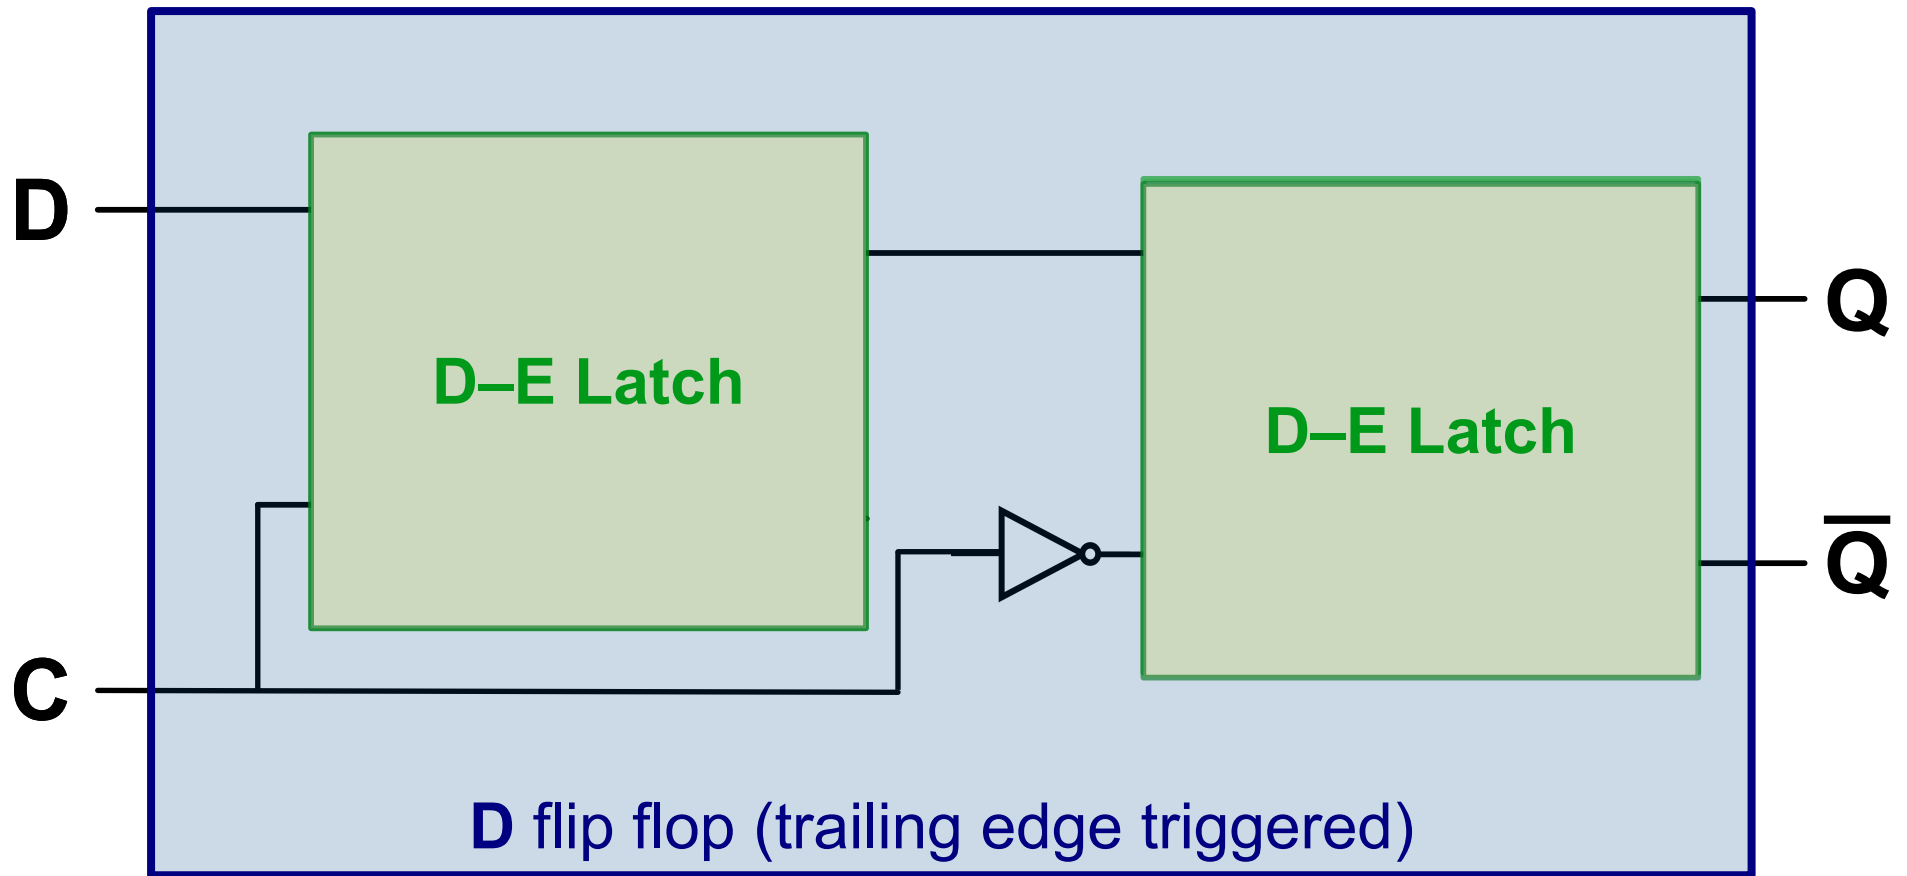 D
D–E Latch
Q
D–E Latch
Q̅
C
D flip flop (trailing edge triggered)